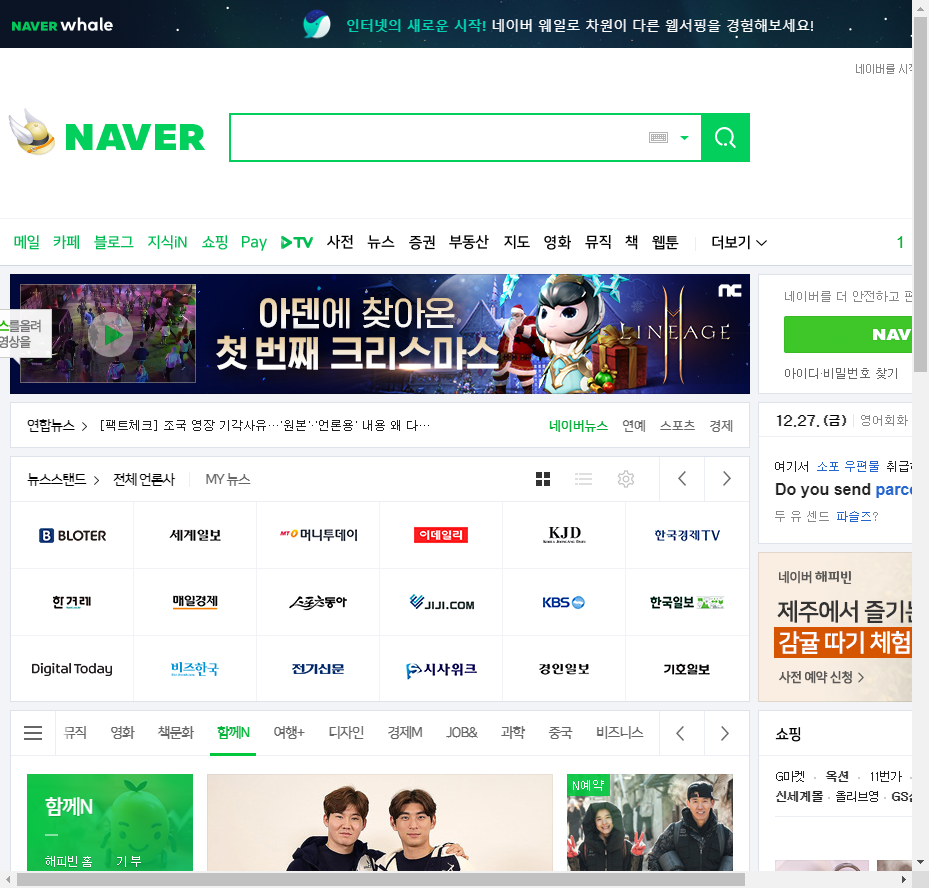 NAVER whale
인터넷의 새로운 시작! 네이버 웨일로 차원이 다른 웹서핑을 경험해보세요!
네이버를 시작
NAVER
메일 카페 블로그 지식iN 쇼핑 Pay TV 사전 뉴스 증권 부동산 지도 영화 뮤직 책 웹툰 더보기
1
스를올려
영상을
아덴에 찾아온
첫 번째 크리스마스
LINEAGE
nc
네이버를 더 안전하고 편
NAV
아이디·비밀번호 찾기
연합뉴스 > [팩트체크] 조국 영장 기각사유…'원본'·'언론용' 내용 왜 다…
네이버뉴스 연예 스포츠 경제
12.27. (금) 영어회화
여기서 소포 우편물 취급하
Do you send parce
두 유 센드 파슬즈?
뉴스스탠드 > 전체 언론사 MY 뉴스
BLOTER 세계일보 MT 머니투데이 이데일리 KJD 한국경제TV
한겨레 매일경제 스포츠동아 JIJI.COM KBS 한국일보
Digital Today 비즈한국 전기신문 시사위크 경인일보 기호일보
네이버 해피빈
제주에서 즐기는
감귤 따기 체험
사전 예약 신청 >
뮤직 영화 책문화 함께N 여행+ 디자인 경제M JOB& 과학 중국 비즈니스
쇼핑
G마켓 · 옥션 · 11번가 ·
신세계몰 · 올리브영 · GS
함께N
해피빈 홈 기부
N예약